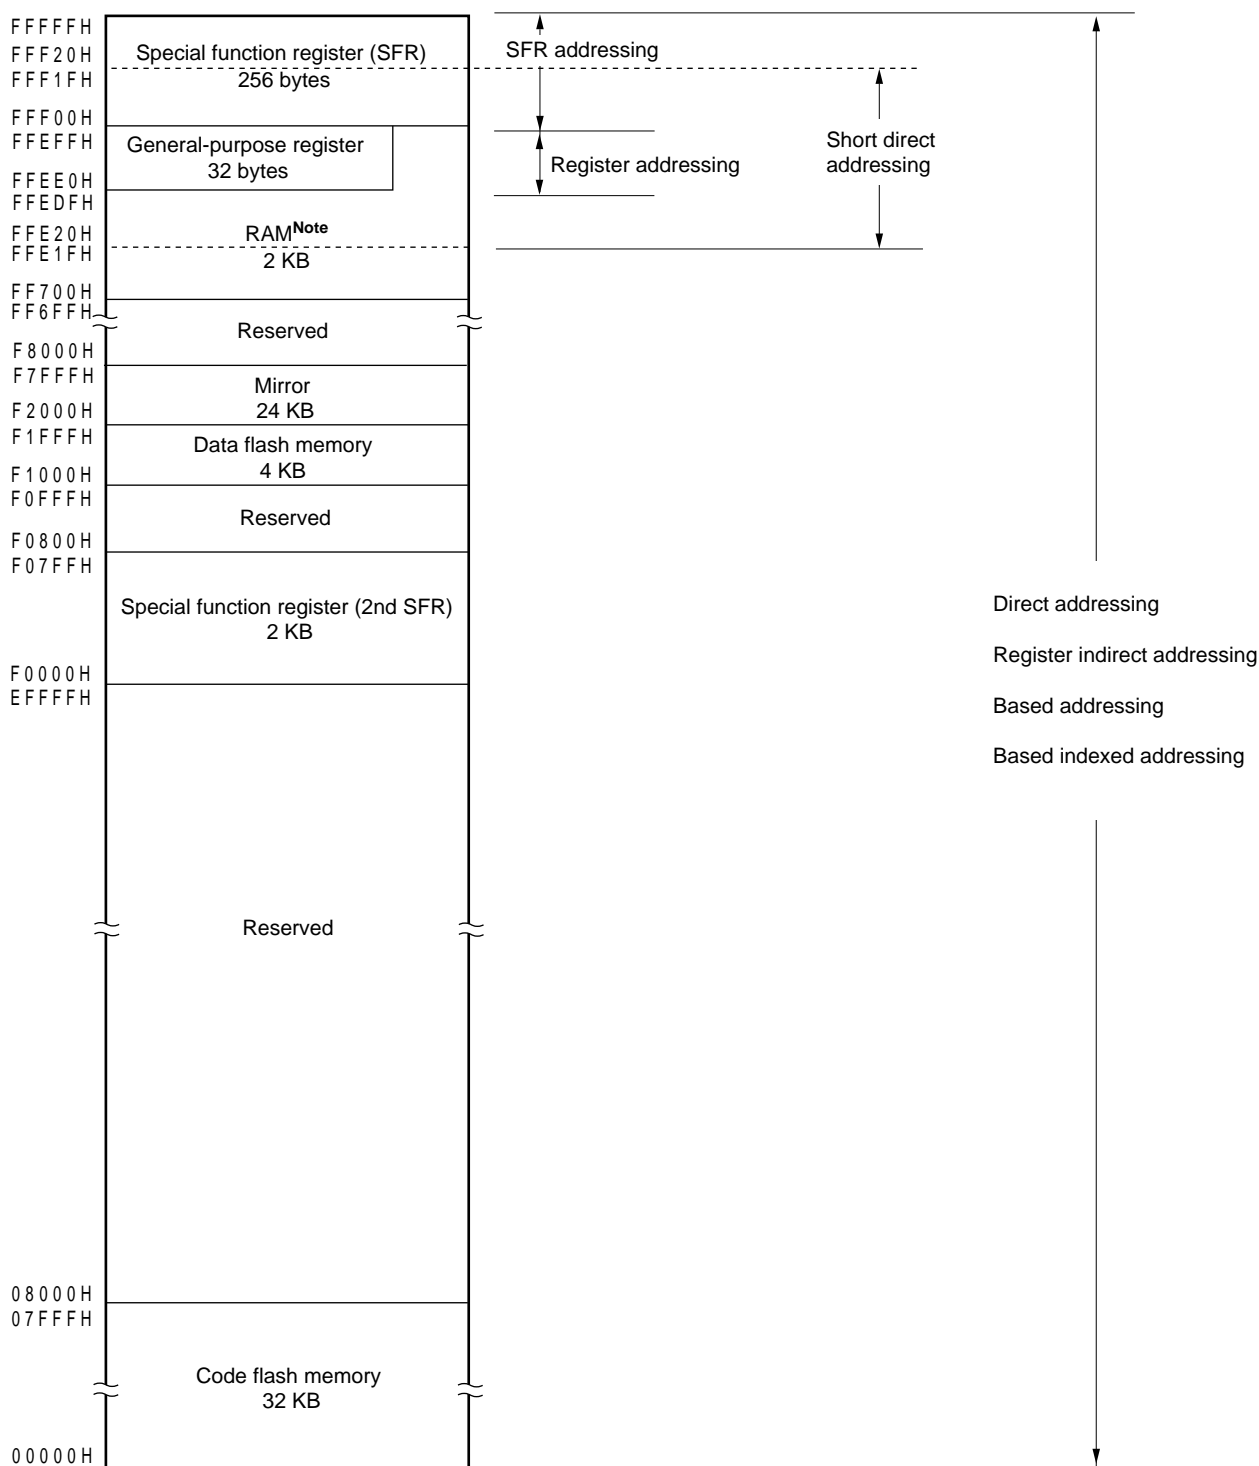 FFFFFH
FFF20H
FFF1FH
FFF00H
FFEFFH
FFEE0H
FFEDFH
FFE20H
FFE1FH
FF700H
FF6FFH
F8000H
F7FFFH
F2000H
F1FFFH
F1000H
F0FFFH
F0800H
F07FFH
F0000H
EFFFFH
08000H
07FFFH
00000H
Special function register (SFR)
256 bytes
General-purpose register
32 bytes
RAMNote
2 KB
Reserved
Mirror
24 KB
Data flash memory
4 KB
Reserved
Special function register (2nd SFR)
2 KB
Reserved
Code flash memory
32 KB
SFR addressing
Register addressing
Short direct
addressing
Direct addressing
Register indirect addressing
Based addressing
Based indexed addressing